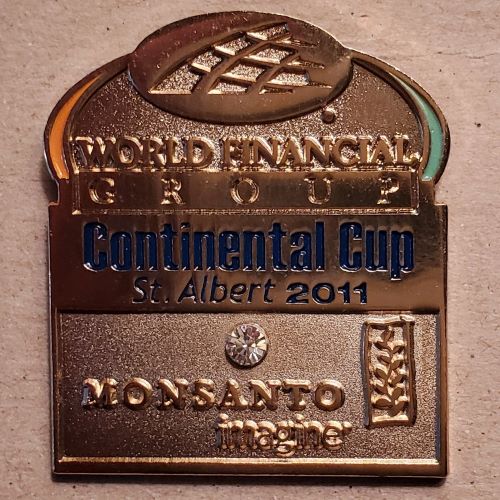 WORLD FINANCIAL
GROUP
Continental Cup
St. Albert 2011
MONSANTO
imagine